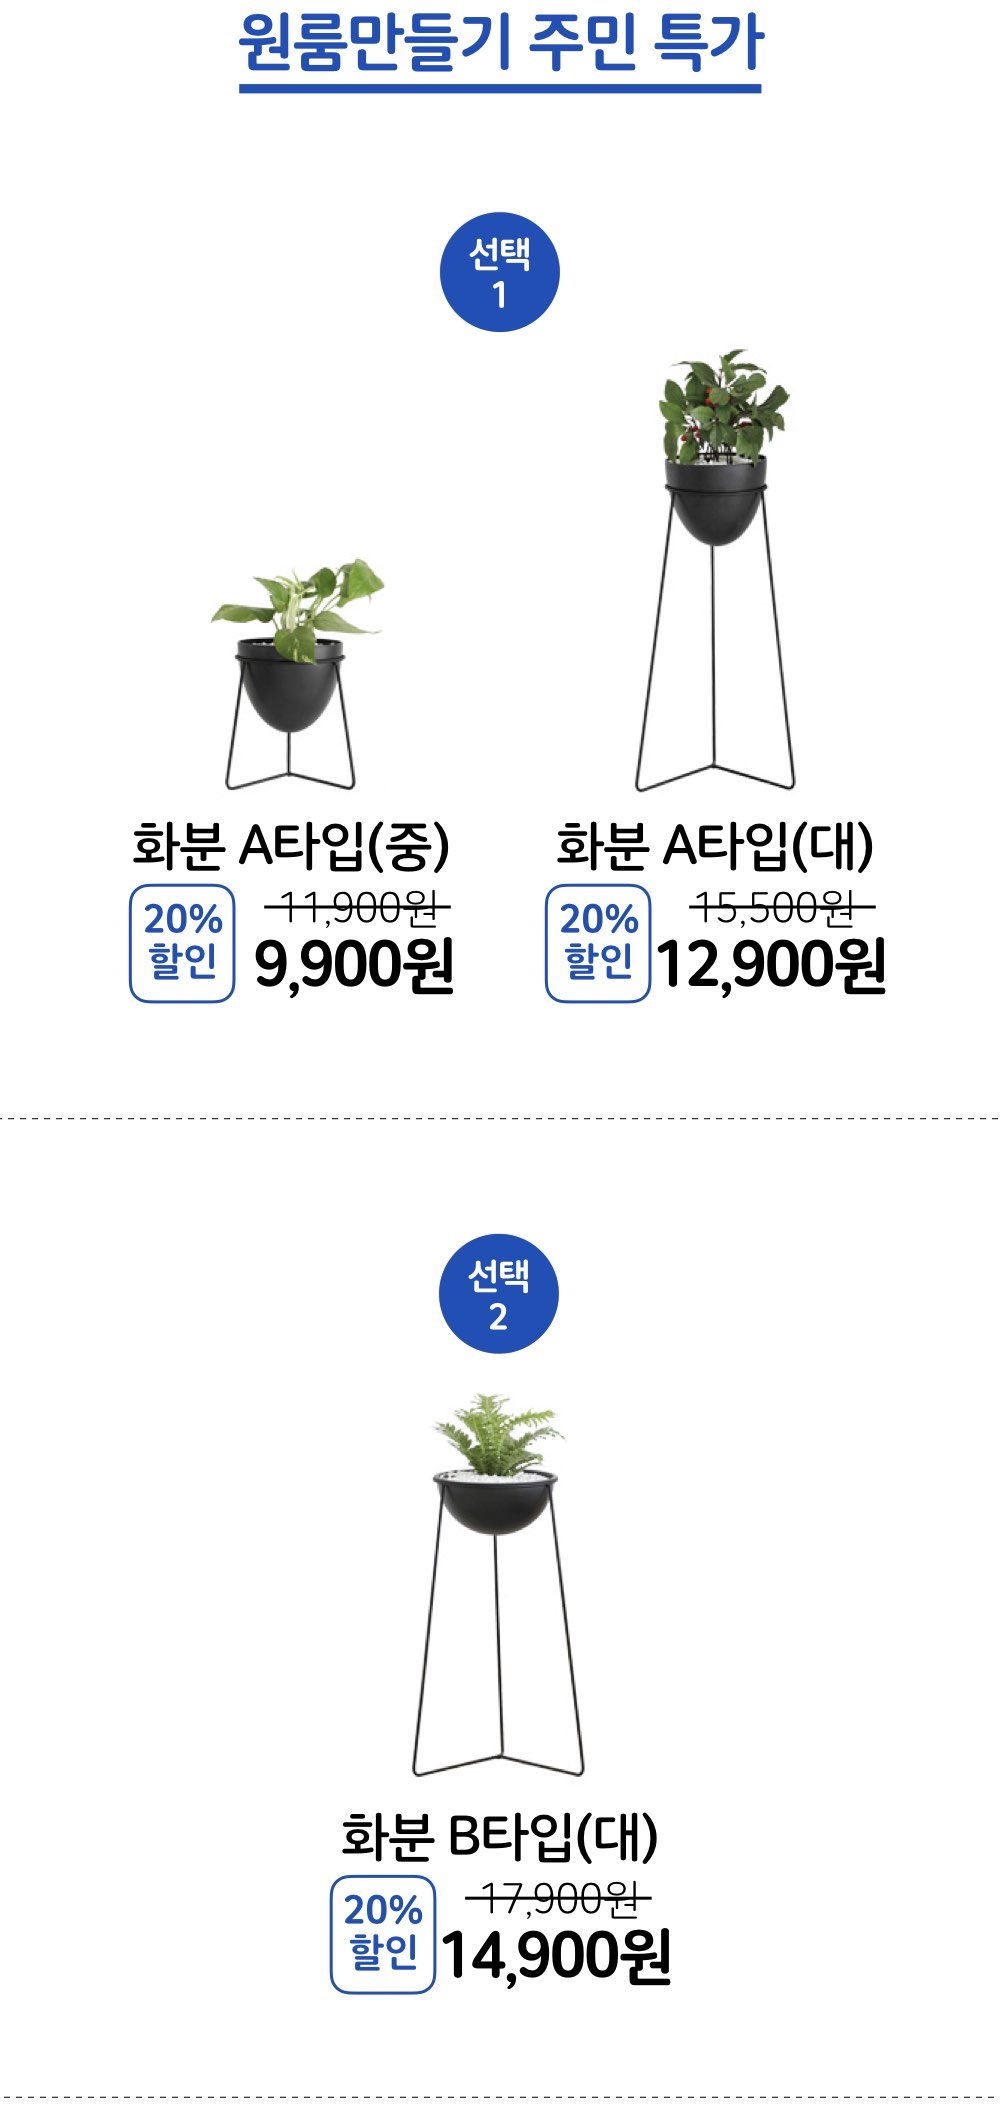 원룸만들기 주민 특가
선택
1
화분 A타입(중)
20%
할인
11,900원
9,900원
화분 A타입(대)
20%
할인
15,500원
12,900원
선택
2
화분 B타입(대)
20%
할인
17,900원
14,900원